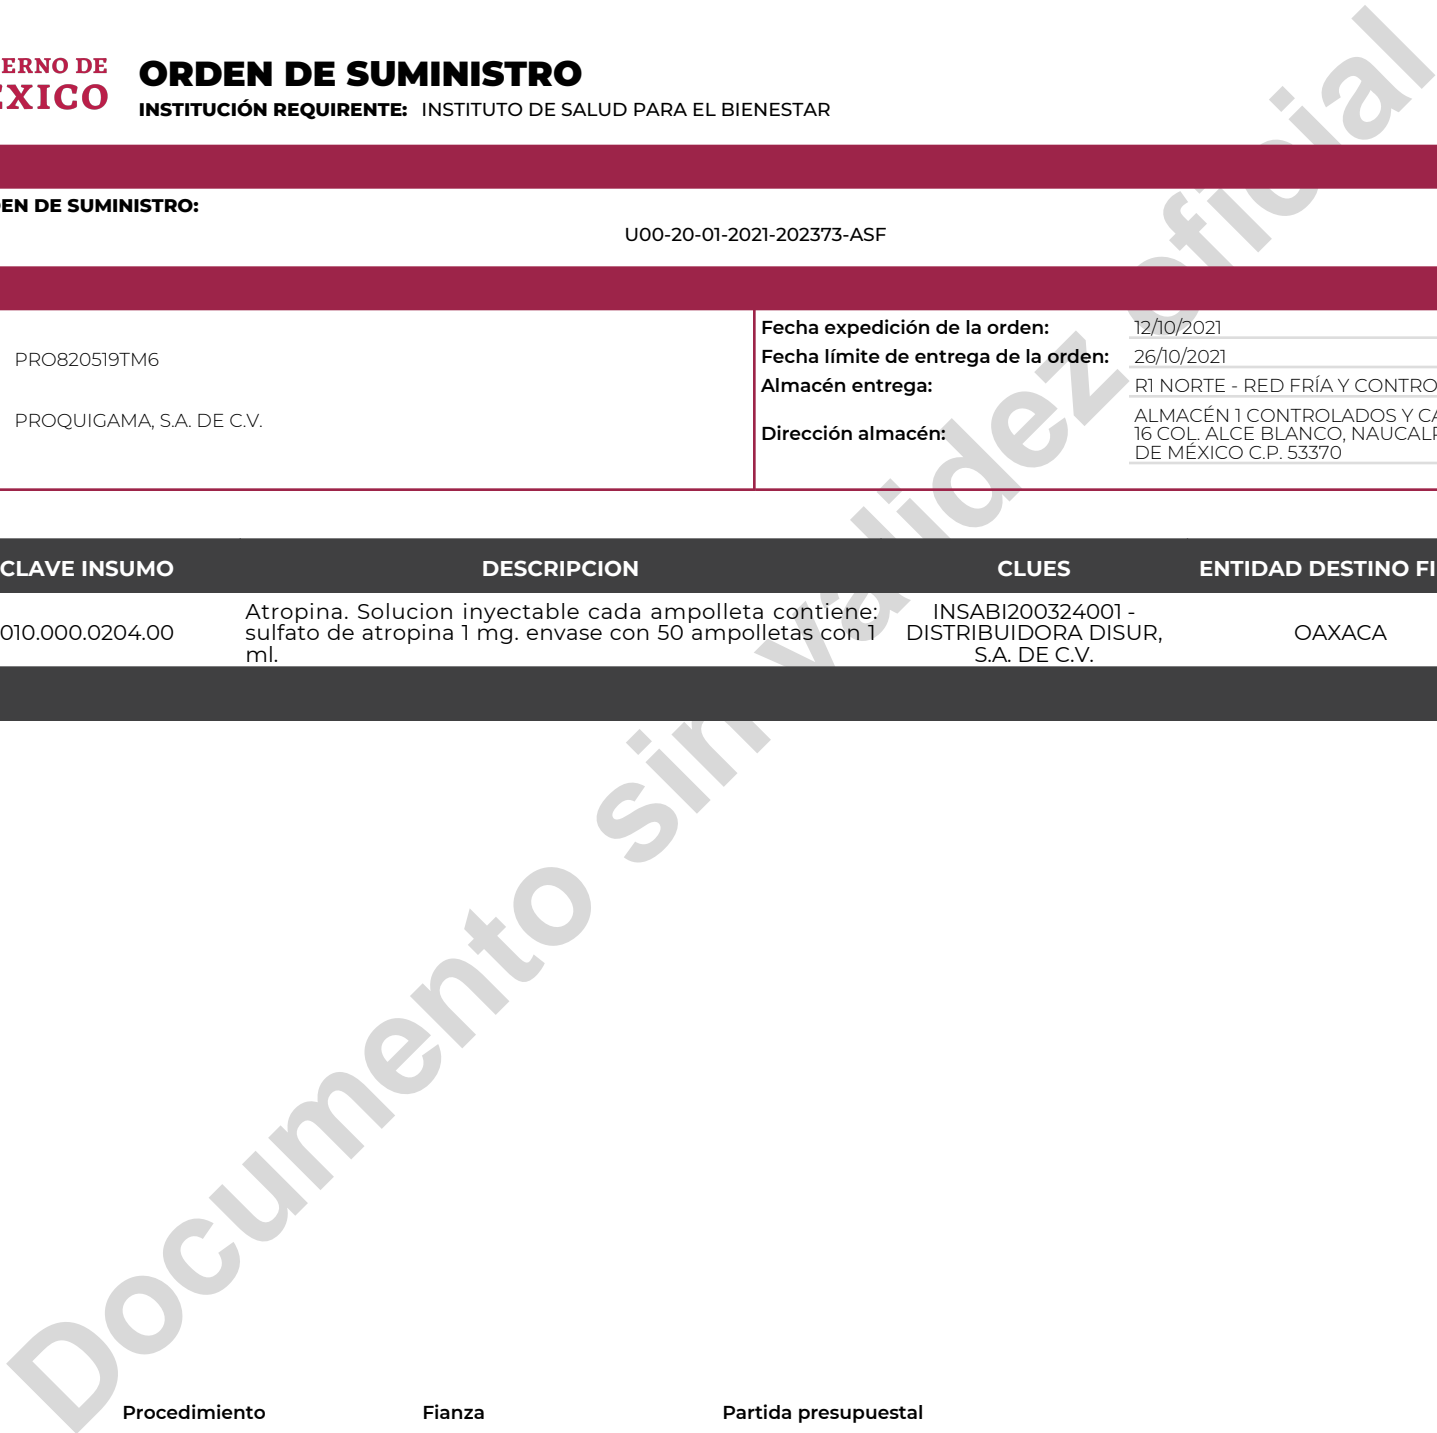 ERNO DE
ÉXICO
ORDEN DE SUMINISTRO
INSTITUCIÓN REQUIRENTE: INSTITUTO DE SALUD PARA EL BIENESTAR
EN DE SUMINISTRO:
U00-20-01-2021-202373-ASF
PRO820519TM6
PROQUIGAMA, S.A. DE C.V.
Fecha expedición de la orden: 12/10/2021
Fecha límite de entrega de la orden: 26/10/2021
Almacén entrega: R1 NORTE - RED FRÍA Y CONTRO
Dirección almacén: ALMACÉN 1 CONTROLADOS Y CA
16 COL. ALCE BLANCO, NAUCALP
DE MÉXICO C.P. 53370
CLAVE INSUMO DESCRIPCION CLUES ENTIDAD DESTINO FI
010.000.0204.00
Atropina. Solucion inyectable cada ampolleta contiene:
sulfato de atropina 1 mg. envase con 50 ampolletas con 1
ml.
INSABI200324001 -
DISTRIBUIDORA DISUR,
S.A. DE C.V.
OAXACA
Documento sin validez oficial
Procedimiento Fianza Partida presupuestal